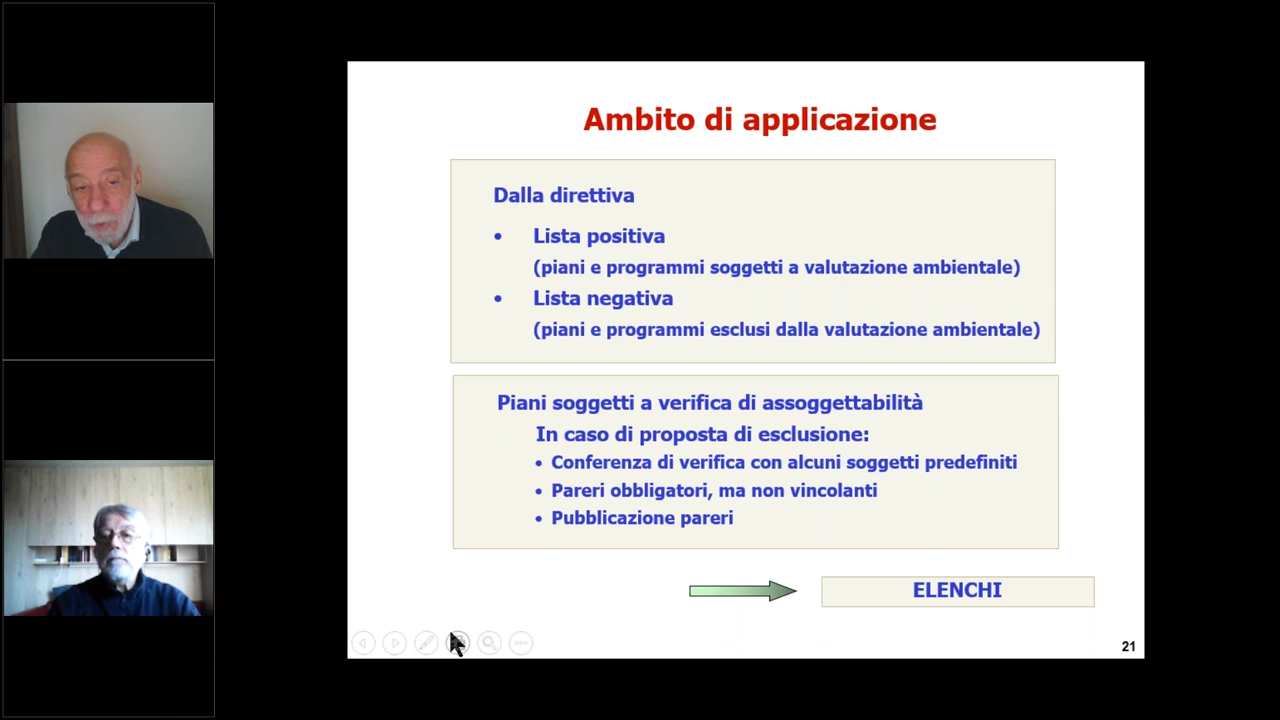 Ambito di applicazione
Dalla direttiva
• Lista positiva
(piani e programmi soggetti a valutazione ambientale)
• Lista negativa
(piani e programmi esclusi dalla valutazione ambientale)
Piani soggetti a verifica di assoggettabilità
In caso di proposta di esclusione:
• Conferenza di verifica con alcuni soggetti predefiniti
• Pareri obbligatori, ma non vincolanti
• Pubblicazione pareri
ELENCHI
21